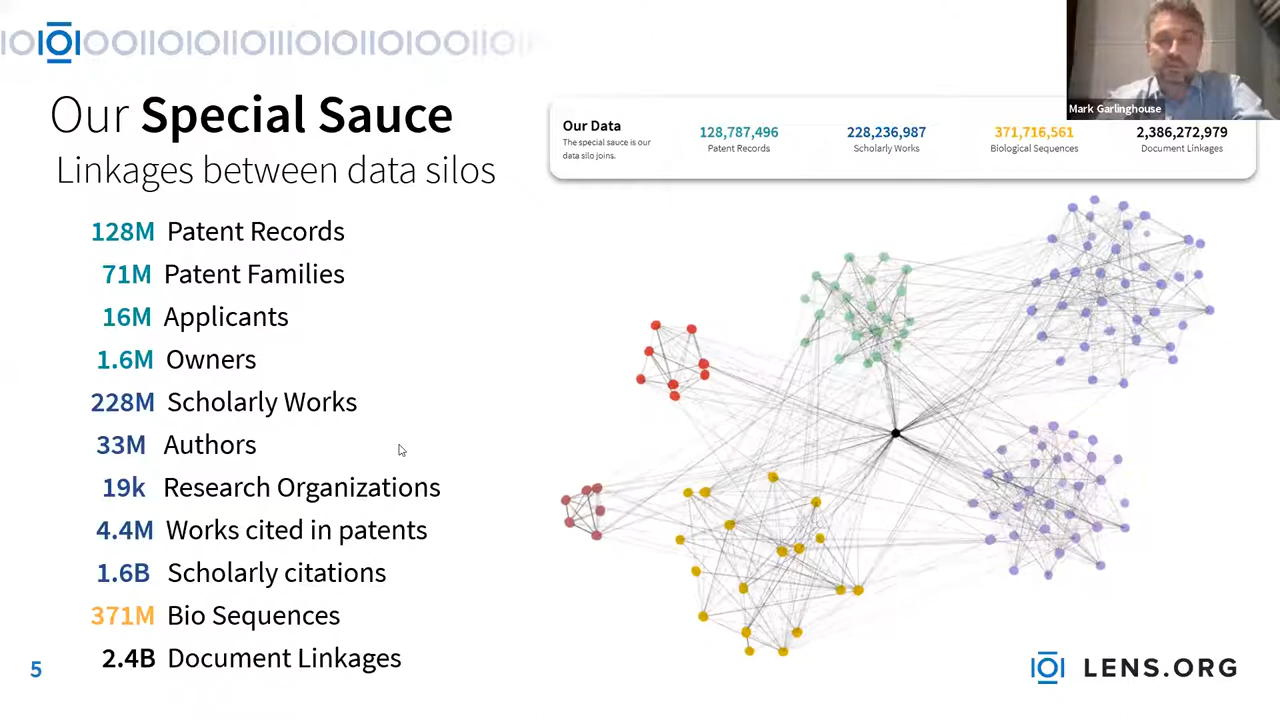 Mark Garlinghouse
Our Special Sauce
Linkages between data silos
Our Data
The special sauce is our
data silo joins.
128,787,496
Patent Records
228,236,987
Scholarly Works
371,716,561
Biological Sequences
2,386,272,979
Document Linkages
128M Patent Records
71M Patent Families
16M Applicants
1.6M Owners
228M Scholarly Works
33M Authors
19k Research Organizations
4.4M Works cited in patents
1.6B Scholarly citations
371M Bio Sequences
2.4B Document Linkages
5
LENS.ORG